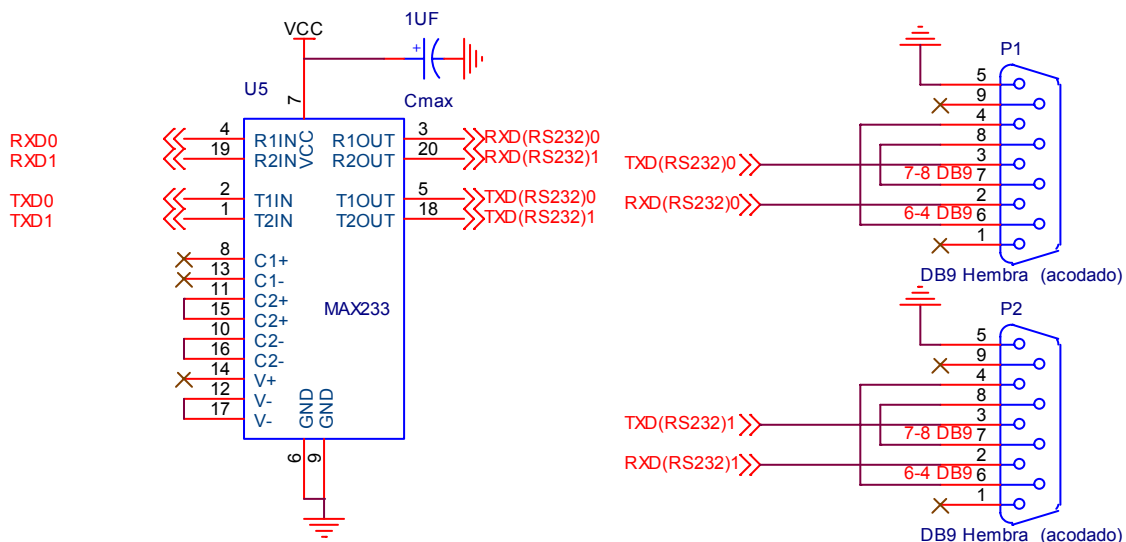 1UF
VCC
+
Cmax
U5
7
RXD0
RXD1
TXD0
TXD1
4 R1IN VCC R1OUT 3 RXD(RS232)0
19 R2IN R2OUT 20 RXD(RS232)1
2 T1IN T1OUT 5 TXD(RS232)0
1 T2IN T2OUT 18 TXD(RS232)1
8 C1+
13 C1-
11 C2+
15 C2+
10 C2-
16 C2-
14 V+
12 V-
17 V-
MAX233
GND GND
6 9
P1
5
9
4
8
TXD(RS232)0 3
7-8 DB9 7
RXD(RS232)0 2
6-4 DB9 6
1
DB9 Hembra (acodado)
P2
5
9
4
8
TXD(RS232)1 3
7-8 DB9 7
RXD(RS232)1 2
6-4 DB9 6
1
DB9 Hembra (acodado)